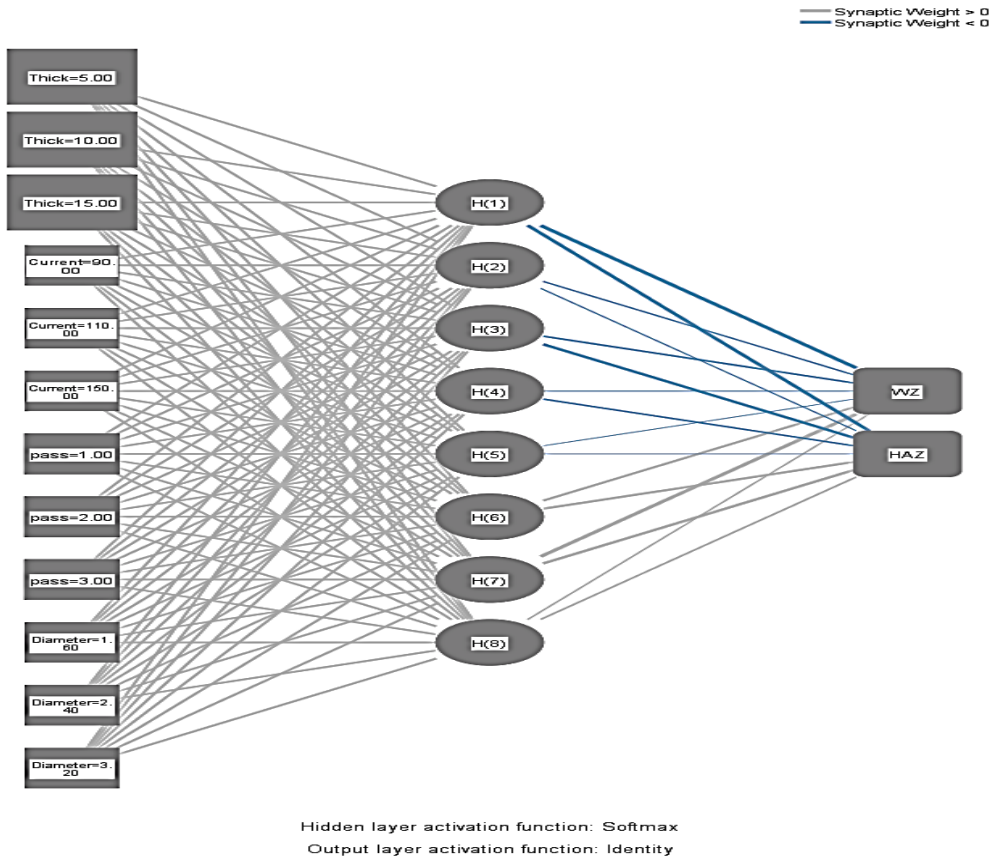 Synaptic Weight > 0
Synaptic Weight < 0
Thick=5.00
Thick=10.00
Thick=15.00
Current=90.
00
Current=110.
00
Current=150.
00
pass=1.00
pass=2.00
pass=3.00
Diameter=1.
60
Diameter=2.
40
Diameter=3.
20
H(1)
H(2)
H(3)
H(4)
H(5)
H(6)
H(7)
H(8)
WZ
HAZ
Hidden layer activation function: Softmax
Output layer activation function: Identity